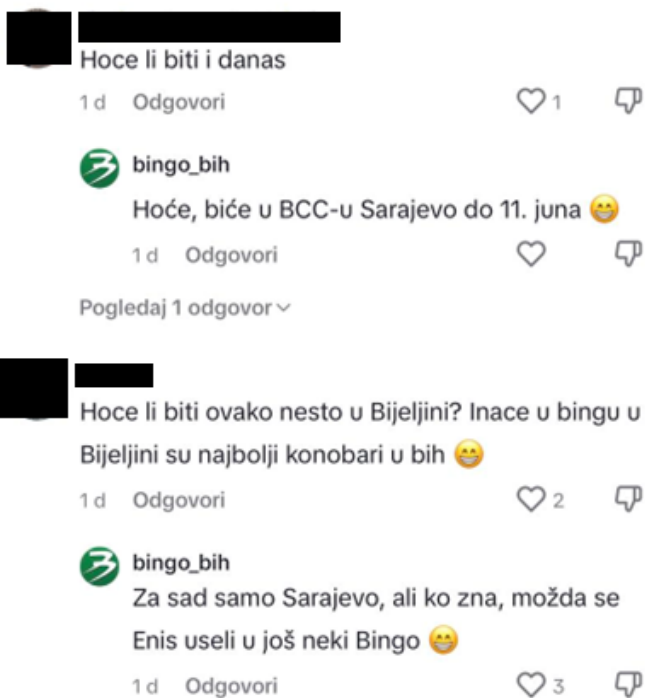 Hoce li biti i danas
1 d Odgovori 1
bingo_bih
Hoće, biće u BCC-u Sarajevo do 11. juna 😁
1 d Odgovori
Pogledaj 1 odgovor
Hoce li biti ovako nesto u Bijeljini? Inace u bingu u
Bijeljini su najbolji konobari u bih 😁
1 d Odgovori 2
bingo_bih
Za sad samo Sarajevo, ali ko zna, možda se
Enis useli u još neki Bingo 😁
1 d Odgovori 3